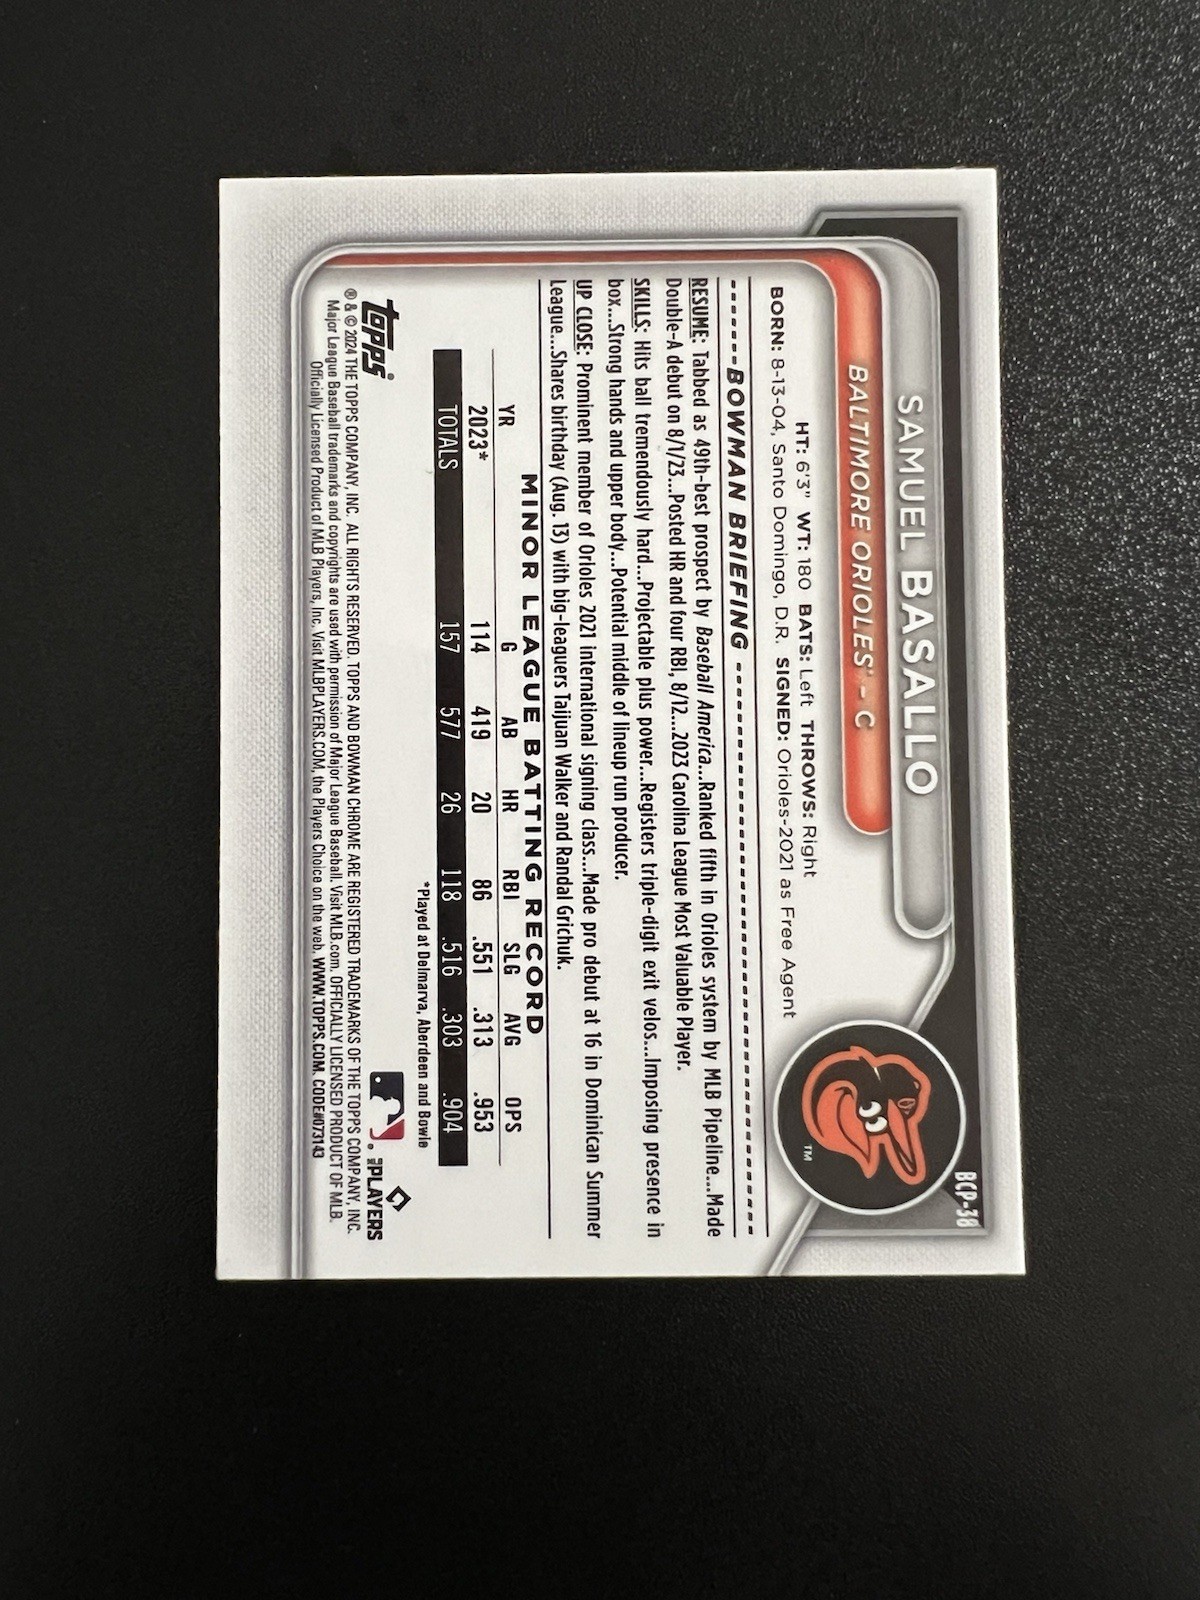 BCP-38
SAMUEL BASALLO
BALTIMORE ORIOLES® - C
TM
HT: 6'3" WT: 180 BATS: Left THROWS: Right
BORN: 8-13-04, Santo Domingo, D.R. SIGNED: Orioles-2021 as Free Agent
BOWMAN BRIEFING
RESUME: Tabbed as 49th-best prospect by Baseball America...Ranked fifth in Orioles system by MLB Pipeline...Made
Double-A debut on 8/1/23...Posted HR and four RBI, 8/12...2023 Carolina League Most Valuable Player.
SKILLS: Hits ball tremendously hard...Projectable plus power...Registers triple-digit exit velos...Imposing presence in
box...Strong hands and upper body...Potential middle of lineup run producer.
UP CLOSE: Prominent member of Orioles 2021 international signing class...Made pro debut at 16 in Dominican Summer
League....Shares birthday (Aug. 13) with big-leaguers Taijuan Walker and Randal Grichuk.
MINOR LEAGUE BATTING RECORD
YR G AB HR RBI SLG AVG OPS
2023* 114 419 20 86 .551 .313 .953
TOTALS 157 577 26 118 .516 .303 .904
*Played at Delmarva, Aberdeen and Bowie
topps®
MLB PLAYERS
® & © 2024 THE TOPPS COMPANY, INC. ALL RIGHTS RESERVED. TOPPS AND BOWMAN CHROME ARE REGISTERED TRADEMARKS OF THE TOPPS COMPANY, INC.
Major League Baseball trademarks and copyrights are used with permission of Major League Baseball. Visit MLB.com. OFFICIALLY LICENSED PRODUCT OF MLB.
Officially Licensed Product of MLB Players, Inc. Visit MLBPLAYERS.COM, the Players Choice on the web. WWW.TOPPS.COM. CODE#073143